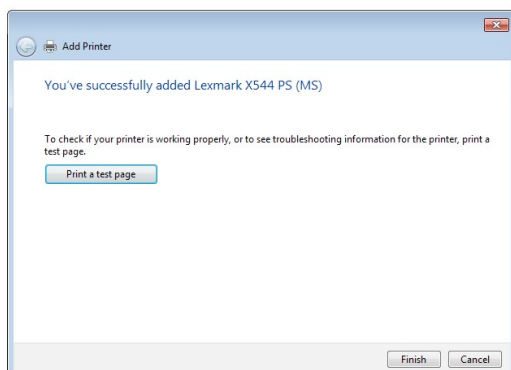 Add Printer
You've successfully added Lexmark X544 PS (MS)
To check if your printer is working properly, or to see troubleshooting information for the printer, print a
test page.
Print a test page
Finish
Cancel